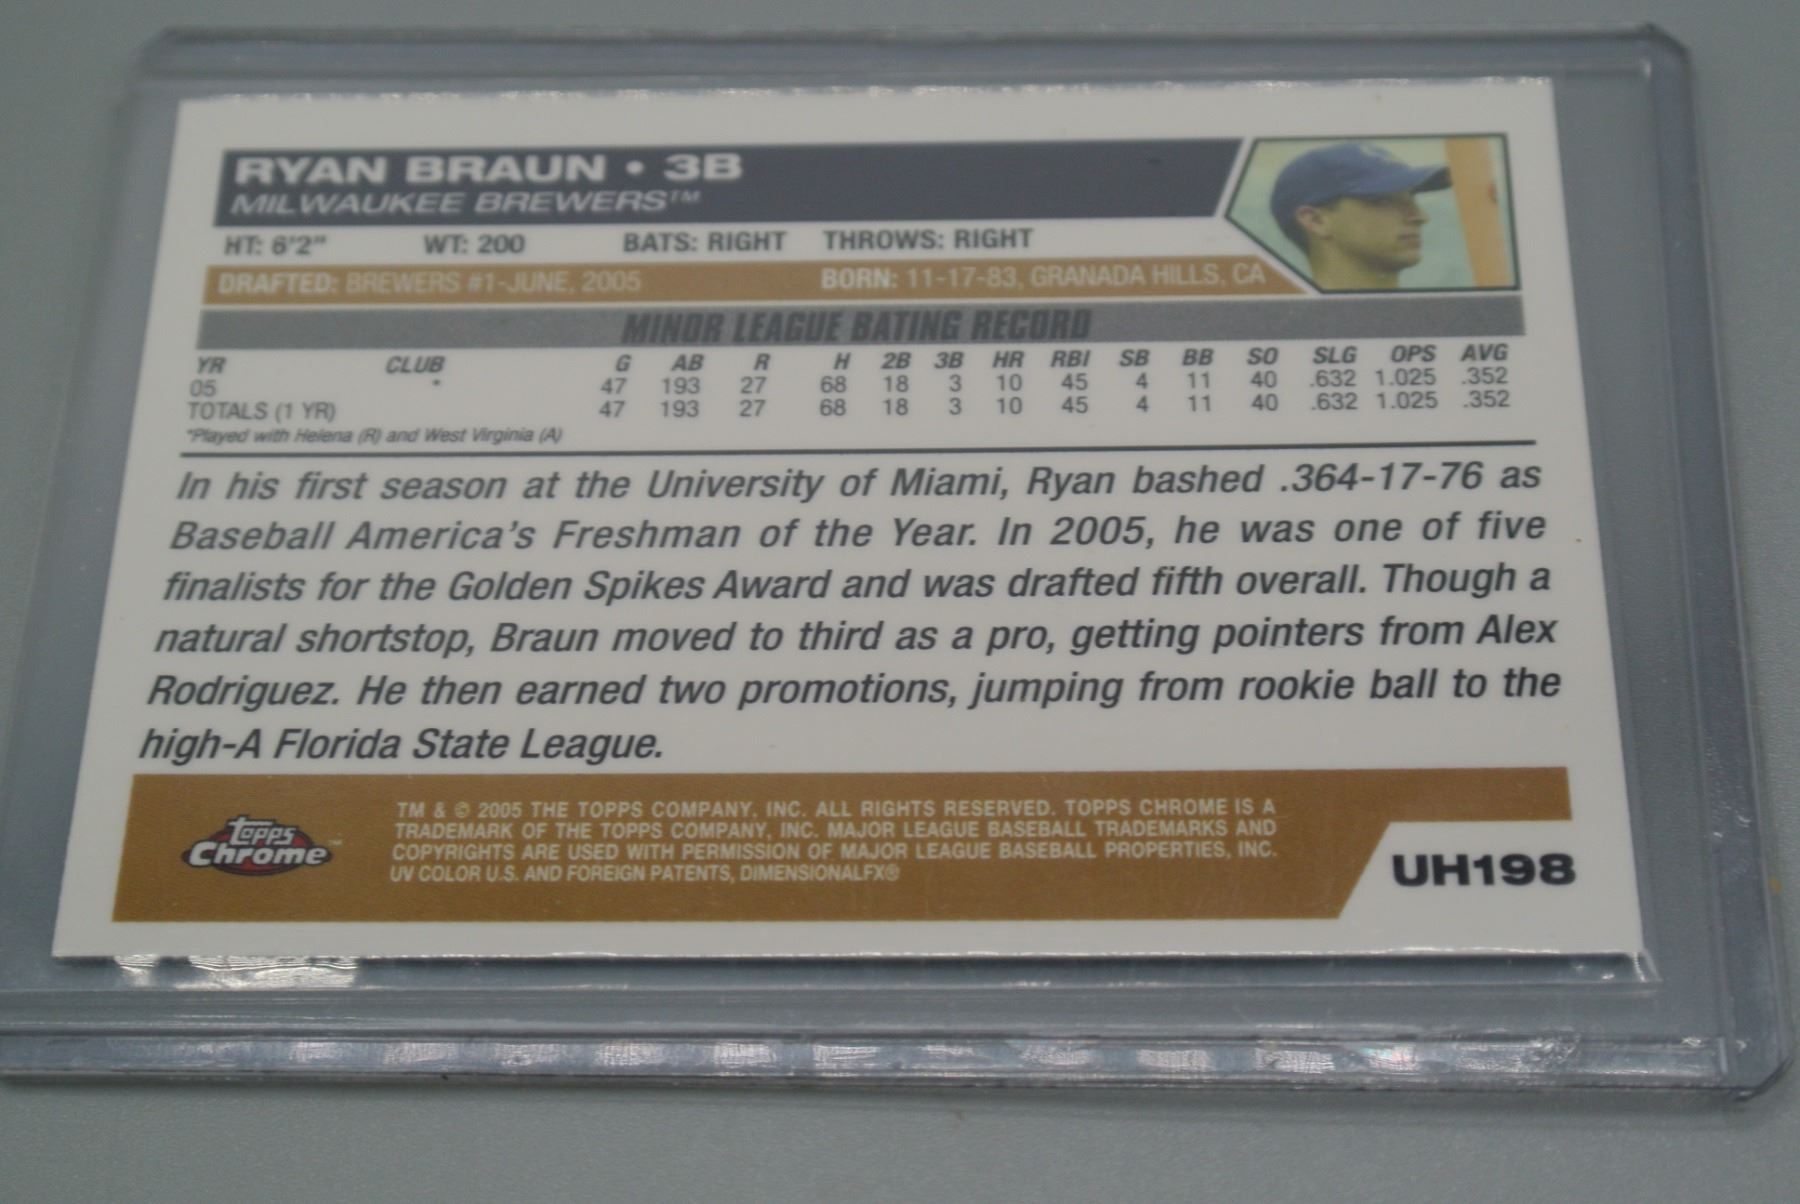 RYAN BRAUN • 3B
MILWAUKEE BREWERS™
HT: 6'2" WT: 200 BATS: RIGHT THROWS: RIGHT
DRAFTED: BREWERS #1-JUNE, 2005 BORN: 11-17-83, GRANADA HILLS, CA
MINOR LEAGUE BATING RECORD
YR CLUB G AB R H 2B 3B HR RBI SB BB SO SLG OPS AVG
05 * 47 193 27 68 18 3 10 45 4 11 40 .632 1.025 .352
TOTALS (1 YR) 47 193 27 68 18 3 10 45 4 11 40 .632 1.025 .352
*Played with Helena (R) and West Virginia (A)
In his first season at the University of Miami, Ryan bashed .364-17-76 as
Baseball America's Freshman of the Year. In 2005, he was one of five
finalists for the Golden Spikes Award and was drafted fifth overall. Though a
natural shortstop, Braun moved to third as a pro, getting pointers from Alex
Rodriguez. He then earned two promotions, jumping from rookie ball to the
high-A Florida State League.
topps
Chrome™
TM & © 2005 THE TOPPS COMPANY, INC. ALL RIGHTS RESERVED. TOPPS CHROME IS A
TRADEMARK OF THE TOPPS COMPANY, INC. MAJOR LEAGUE BASEBALL TRADEMARKS AND
COPYRIGHTS ARE USED WITH PERMISSION OF MAJOR LEAGUE BASEBALL PROPERTIES, INC.
UV COLOR U.S. AND FOREIGN PATENTS, DIMENSIONALFX®
UH198